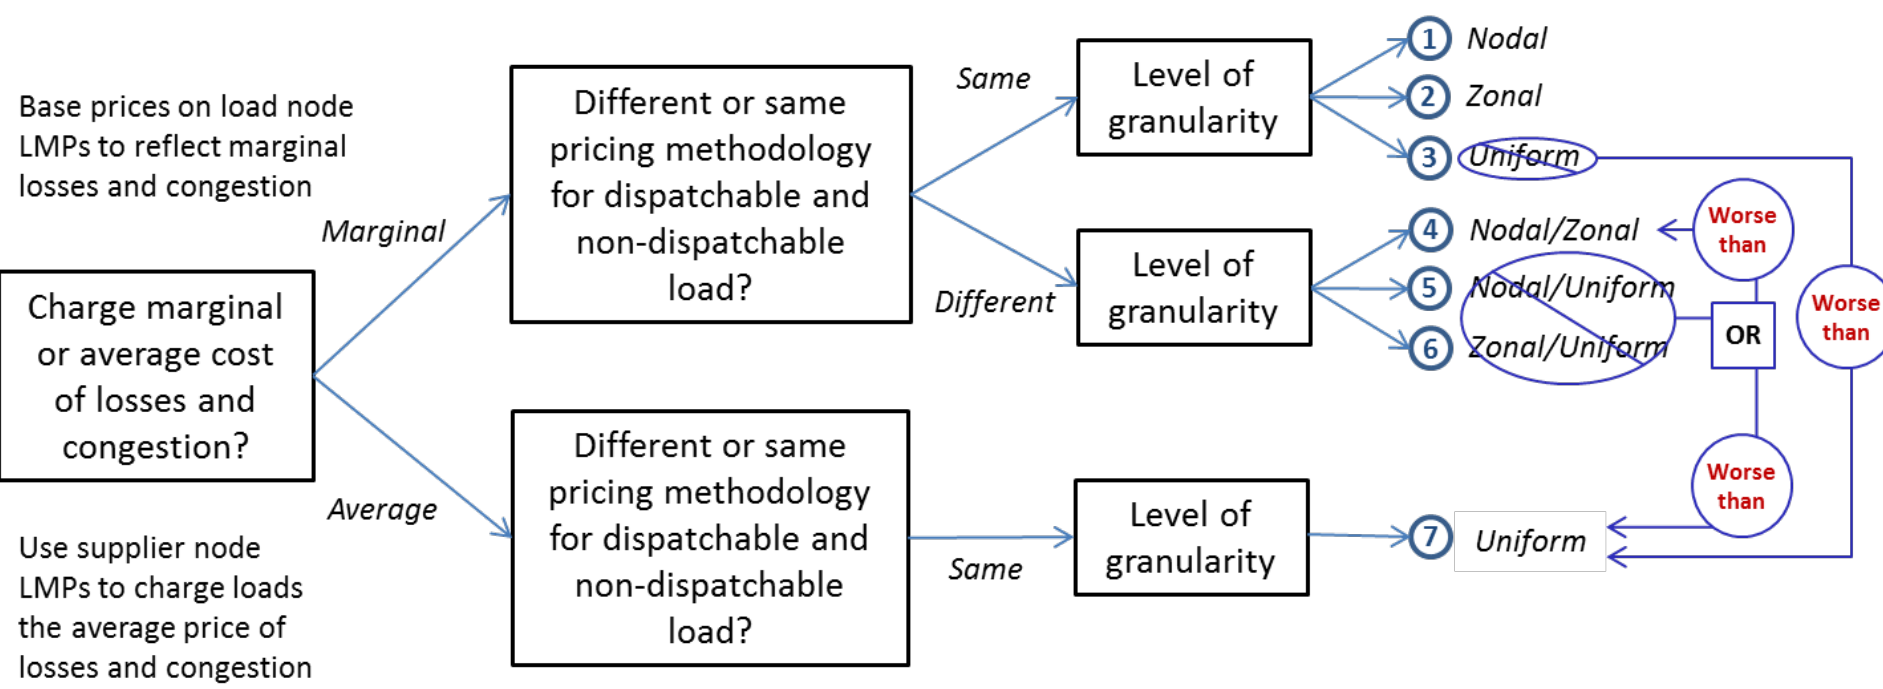 Base prices on load node
LMPs to reflect marginal
losses and congestion
Marginal
Charge marginal
or average cost
of losses and
congestion?
Average
Use supplier node
LMPs to charge loads
the average price of
losses and congestion
Different or same
pricing methodology
for dispatchable and
non-dispatchable
load?
Same
Different
Level of
granularity
1 Nodal
2 Zonal
3 Uniform
Level of
granularity
4 Nodal/Zonal
5 Nodal/Uniform
6 Zonal/Uniform
Worse
than
OR
Worse
than
Worse
than
Different or same
pricing methodology
for dispatchable and
non-dispatchable
load?
Same
Level of
granularity
7 Uniform